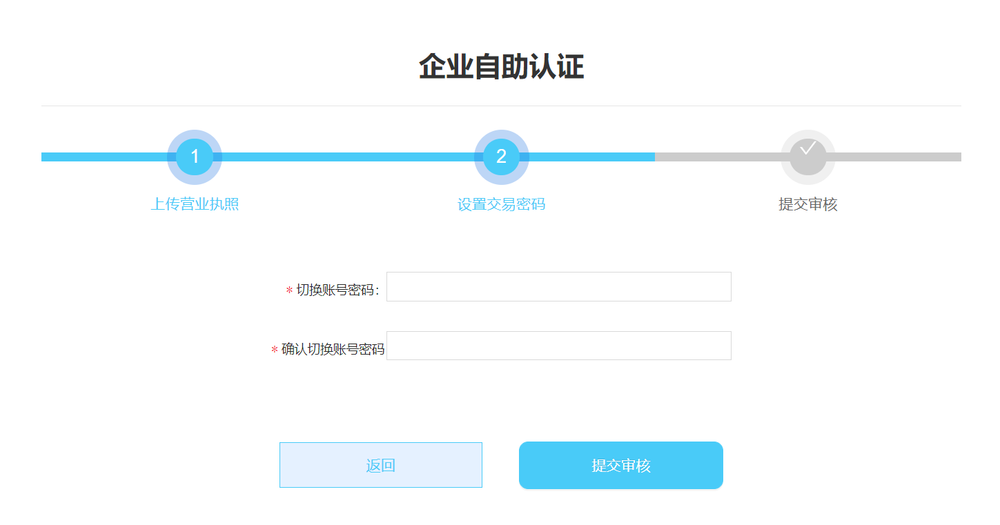 企业自助认证
1
2
上传营业执照
设置交易密码
提交审核
* 切换账号密码：
* 确认切换账号密码
返回
提交审核